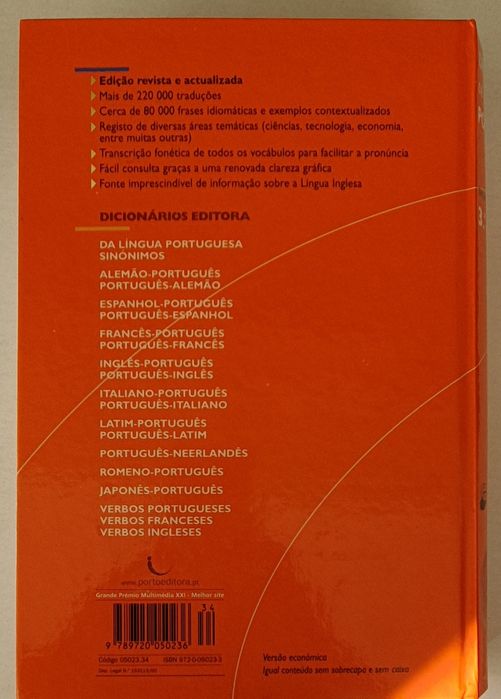 Edição revista e actualizada
Mais de 220 000 traduções
Cerca de 80 000 frases idiomáticas e exemplos contextualizados
Registo de diversas áreas temáticas (ciências, tecnologia, economia,
entre muitas outras)
Transcrição fonética de todos os vocábulos para facilitar a pronúncia
Fácil consulta graças a uma renovada clareza gráfica
Fonte imprescindível de informação sobre a Língua Inglesa
DICIONÁRIOS EDITORA
DA LÍNGUA PORTUGUESA
SINÓNIMOS
ALEMÃO-PORTUGUÊS
PORTUGUÊS-ALEMÃO
ESPANHOL-PORTUGUÊS
PORTUGUÊS-ESPANHOL
FRANCÊS-PORTUGUÊS
PORTUGUÊS-FRANCÊS
INGLÊS-PORTUGUÊS
PORTUGUÊS-INGLÊS
ITALIANO-PORTUGUÊS
PORTUGUÊS-ITALIANO
LATIM-PORTUGUÊS
PORTUGUÊS-LATIM
PORTUGUÊS-NEERLANDÊS
ROMENO-PORTUGUÊS
JAPONÊS-PORTUGUÊS
VERBOS PORTUGUESES
VERBOS FRANCESES
VERBOS INGLESES
www.portoeditora.pt
Grande Prémio Multimédia XXI - Melhor site
34
9 789720 050236
Código 05023.34 ISBN 972-0-05023-3
Dep. Legal N.º
Versão económica
Igual conteúdo sem sobrecapa e sem caixa